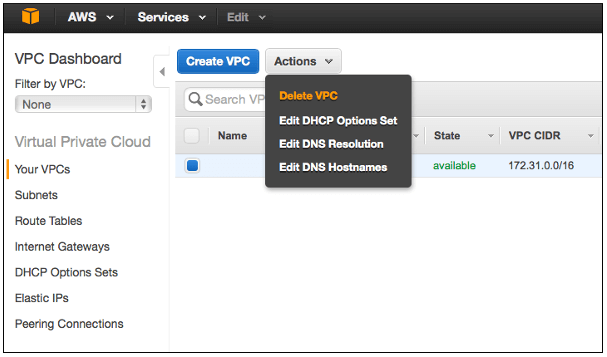 AWS Services Edit
VPC Dashboard
Filter by VPC:
None
Virtual Private Cloud
Your VPCs
Subnets
Route Tables
Internet Gateways
DHCP Options Sets
Elastic IPs
Peering Connections
Create VPC Actions
Search VP
Delete VPC
Edit DHCP Options Set
Edit DNS Resolution
Edit DNS Hostnames
Name State VPC CIDR
available 172.31.0.0/16